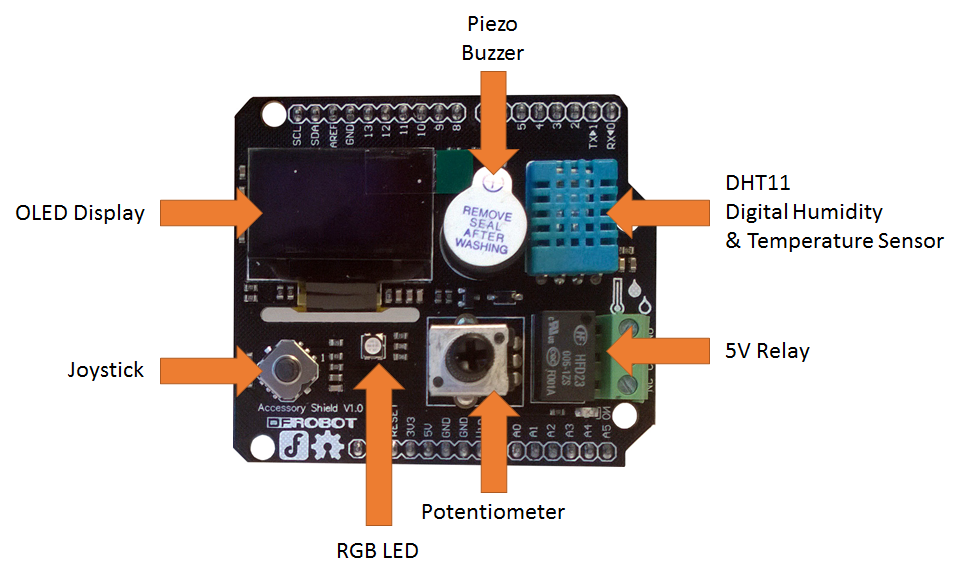 Piezo
Buzzer
OLED Display
DHT11
Digital Humidity
& Temperature Sensor
5V Relay
Joystick
Potentiometer
RGB LED
SCL
SDA
AREF
GND
13
12
11
10
9
8
5
4
3
2
TX▶1
RX◀0
REMOVE
SEAL
AFTER
WASHING
HFD23
005-1ZS
Accessory Shield V1.0
DFROBOT
1
RESET
3V3
5V
GND
GND
A0
A1
A2
A3
A4
A5
ON